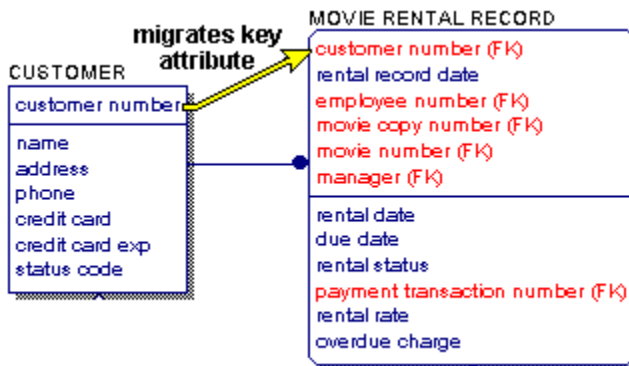 MOVIE RENTAL RECORD
migrates key
attribute
customer number (FK)
rental record date
employee number (FK)
movie copy number (FK)
movie number (FK)
manager (FK)
rental date
due date
rental status
payment transaction number (FK)
rental rate
overdue charge
CUSTOMER
customer number
name
address
phone
credit card
credit card exp
status code